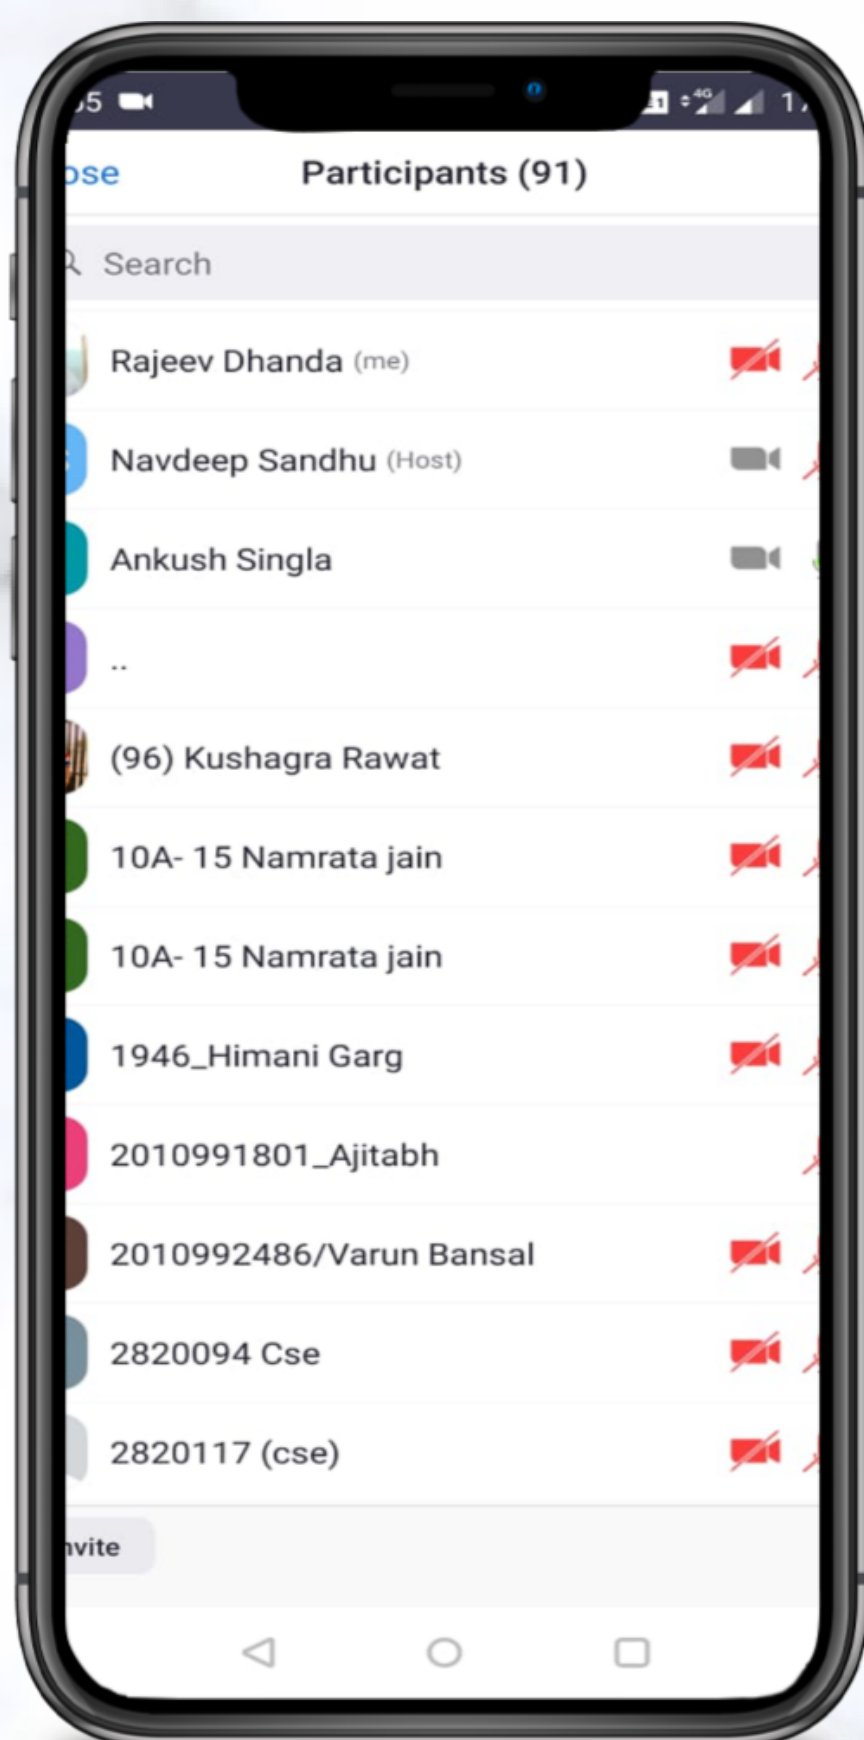 Participants (91)
Search
Rajeev Dhanda (me)
Navdeep Sandhu (Host)
Ankush Singla
..
(96) Kushagra Rawat
10A- 15 Namrata jain
10A- 15 Namrata jain
1946_Himani Garg
2010991801_Ajitabh
2010992486/Varun Bansal
2820094 Cse
2820117 (cse)